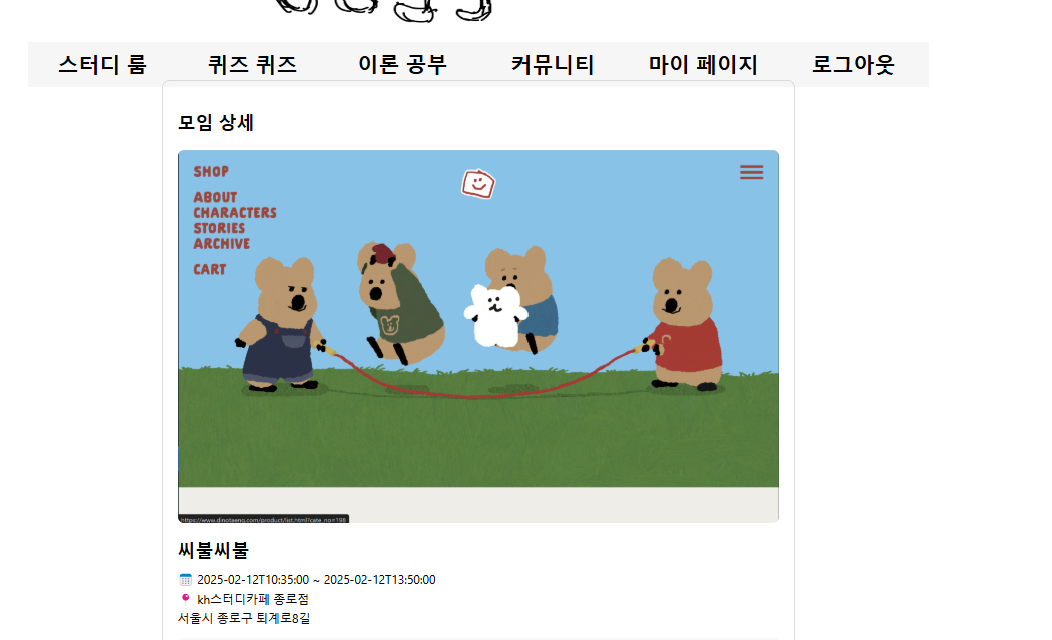 스터디 룸 퀴즈 퀴즈 이론 공부 커뮤니티 마이 페이지 로그아웃
모임 상세
SHOP
ABOUT
CHARACTERS
STORIES
ARCHIVE
CART
https://www.dinotaeng.com/product/list.html?cate_no=198
씨불씨불
2025-02-12T10:35:00 ~ 2025-02-12T13:50:00
kh스터디카페 종로점
서울시 종로구 퇴계로8길